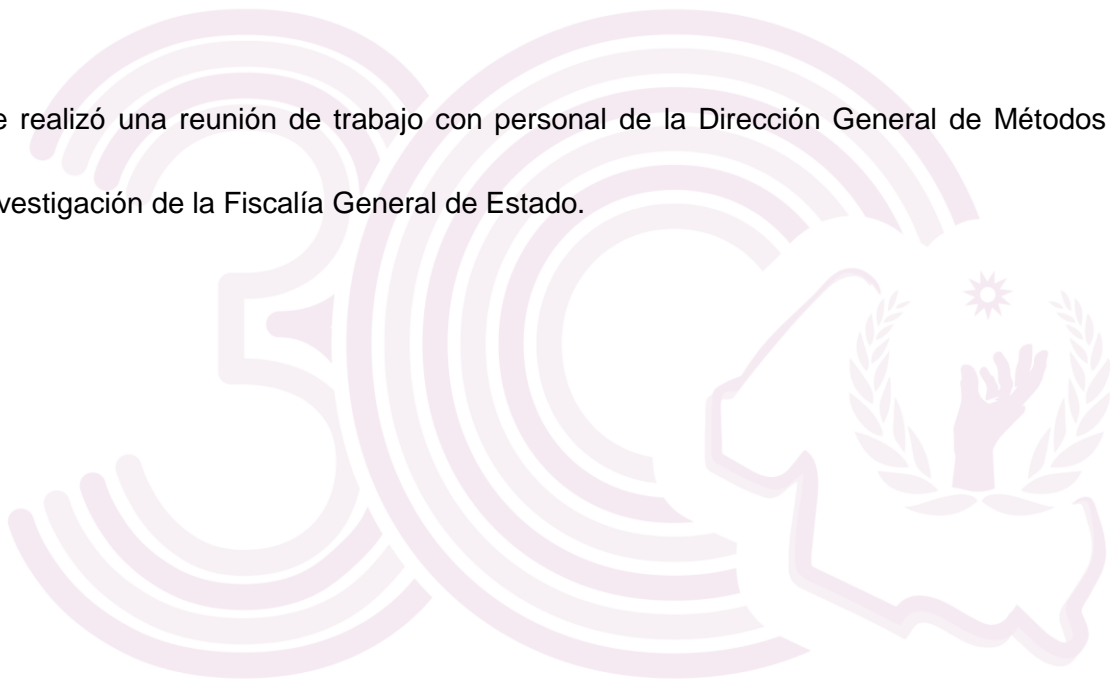 e realizó una reunión de trabajo con personal de la Dirección General de Métodos
vestigación de la Fiscalía General de Estado.